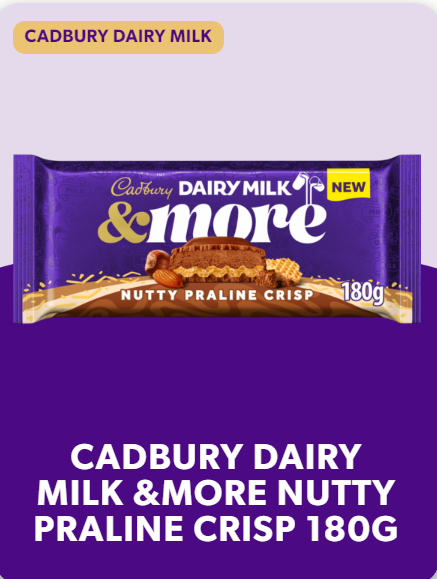 CADBURY DAIRY MILK
Cadbury DAIRY MILK
NEW
&more
NUTTY PRALINE CRISP
180g
CADBURY DAIRY
MILK &MORE NUTTY
PRALINE CRISP 180G